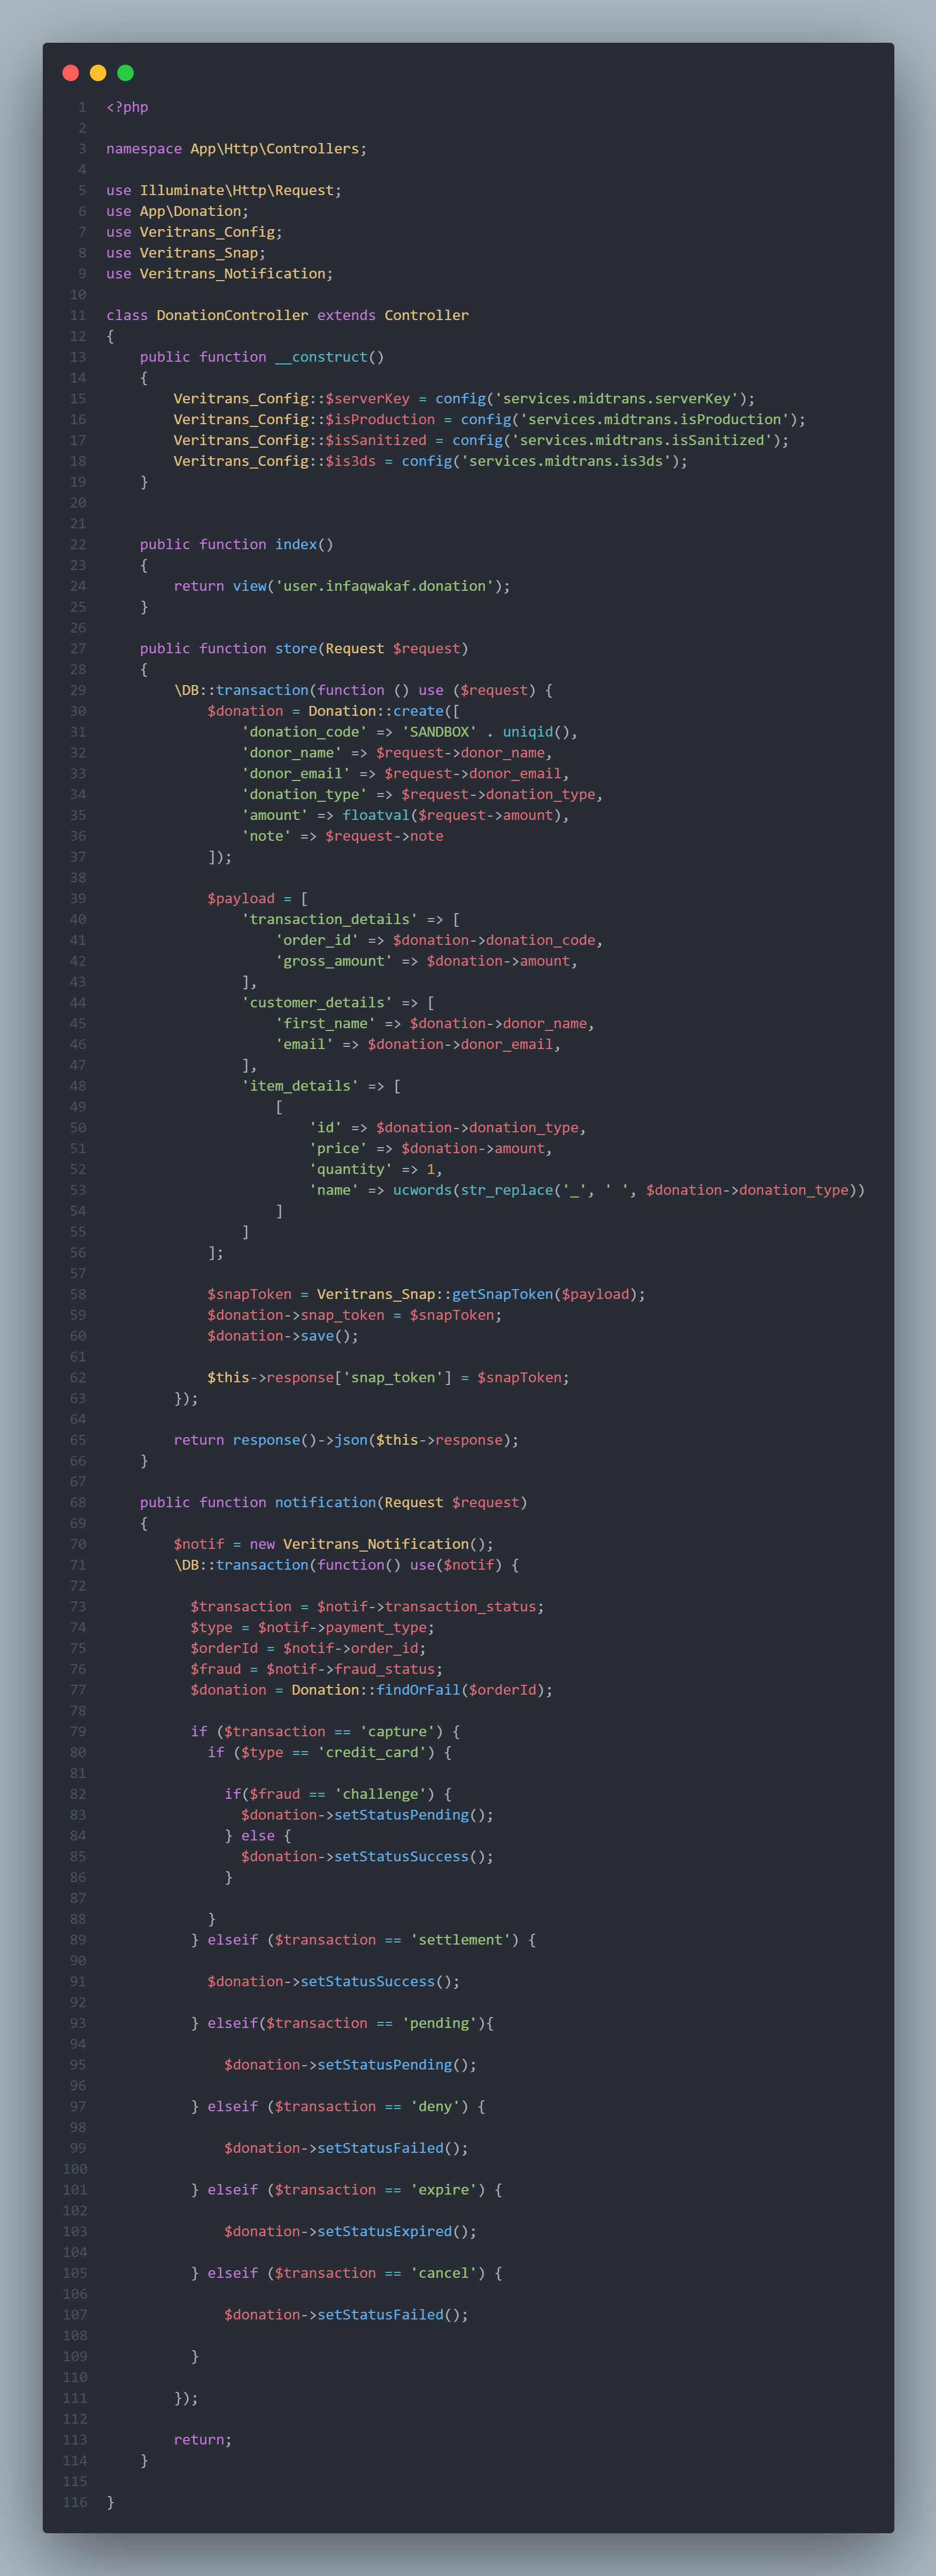 1 <?php
2
3 namespace App\Http\Controllers;
4
5 use Illuminate\Http\Request;
6 use App\Donation;
7 use Veritrans_Config;
8 use Veritrans_Snap;
9 use Veritrans_Notification;
10
11 class DonationController extends Controller
12 {
13     public function __construct()
14     {
15         Veritrans_Config::$serverKey = config('services.midtrans.serverKey');
16         Veritrans_Config::$isProduction = config('services.midtrans.isProduction');
17         Veritrans_Config::$isSanitized = config('services.midtrans.isSanitized');
18         Veritrans_Config::$is3ds = config('services.midtrans.is3ds');
19     }
20
21
22     public function index()
23     {
24         return view('user.infaqwakaf.donation');
25     }
26
27     public function store(Request $request)
28     {
29         \DB::transaction(function () use ($request) {
30             $donation = Donation::create([
31                 'donation_code' => 'SANDBOX' . uniqid(),
32                 'donor_name' => $request->donor_name,
33                 'donor_email' => $request->donor_email,
34                 'donation_type' => $request->donation_type,
35                 'amount' => floatval($request->amount),
36                 'note' => $request->note
37             ]);
38
39             $payload = [
40                 'transaction_details' => [
41                     'order_id' => $donation->donation_code,
42                     'gross_amount' => $donation->amount,
43                 ],
44                 'customer_details' => [
45                     'first_name' => $donation->donor_name,
46                     'email' => $donation->donor_email,
47                 ],
48                 'item_details' => [
49                     [
50                         'id' => $donation->donation_type,
51                         'price' => $donation->amount,
52                         'quantity' => 1,
53                         'name' => ucwords(str_replace('_', ' ', $donation->donation_type))
54                     ]
55                 ]
56             ];
57
58             $snapToken = Veritrans_Snap::getSnapToken($payload);
59             $donation->snap_token = $snapToken;
60             $donation->save();
61
62             $this->response['snap_token'] = $snapToken;
63         });
64
65         return response()->json($this->response);
66     }
67
68     public function notification(Request $request)
69     {
70         $notif = new Veritrans_Notification();
71         \DB::transaction(function() use($notif) {
72
73           $transaction = $notif->transaction_status;
74           $type = $notif->payment_type;
75           $orderId = $notif->order_id;
76           $fraud = $notif->fraud_status;
77           $donation = Donation::findOrFail($orderId);
78
79           if ($transaction == 'capture') {
80             if ($type == 'credit_card') {
81
82               if($fraud == 'challenge') {
83                 $donation->setStatusPending();
84               } else {
85                 $donation->setStatusSuccess();
86               }
87
88             }
89           } elseif ($transaction == 'settlement') {
90
91             $donation->setStatusSuccess();
92
93           } elseif($transaction == 'pending'){
94
95               $donation->setStatusPending();
96
97           } elseif ($transaction == 'deny') {
98
99               $donation->setStatusFailed();
100
101           } elseif ($transaction == 'expire') {
102
103               $donation->setStatusExpired();
104
105           } elseif ($transaction == 'cancel') {
106
107               $donation->setStatusFailed();
108
109           }
110
111         });
112
113         return;
114     }
115
116 }